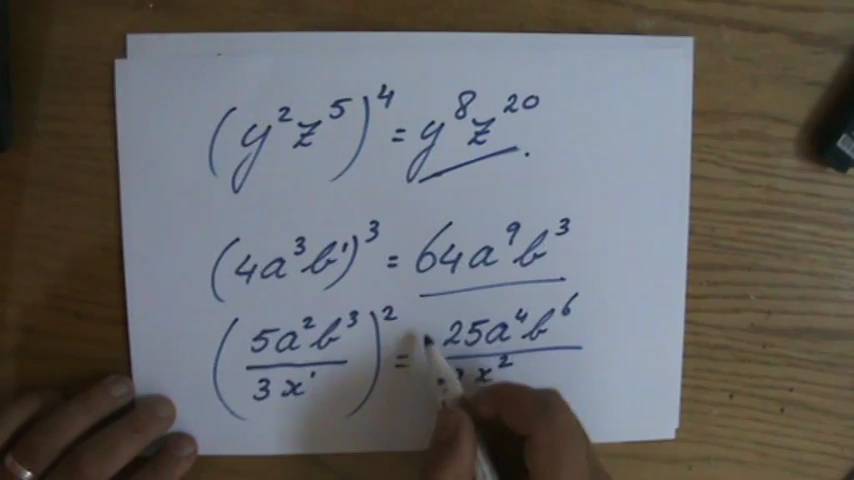 (y²z⁵)⁴ = y⁸z²⁰.
(4a³b¹)³ = 64a⁹b³
(5a²b³ / 3x¹)² = 25a⁴b⁶ / x²